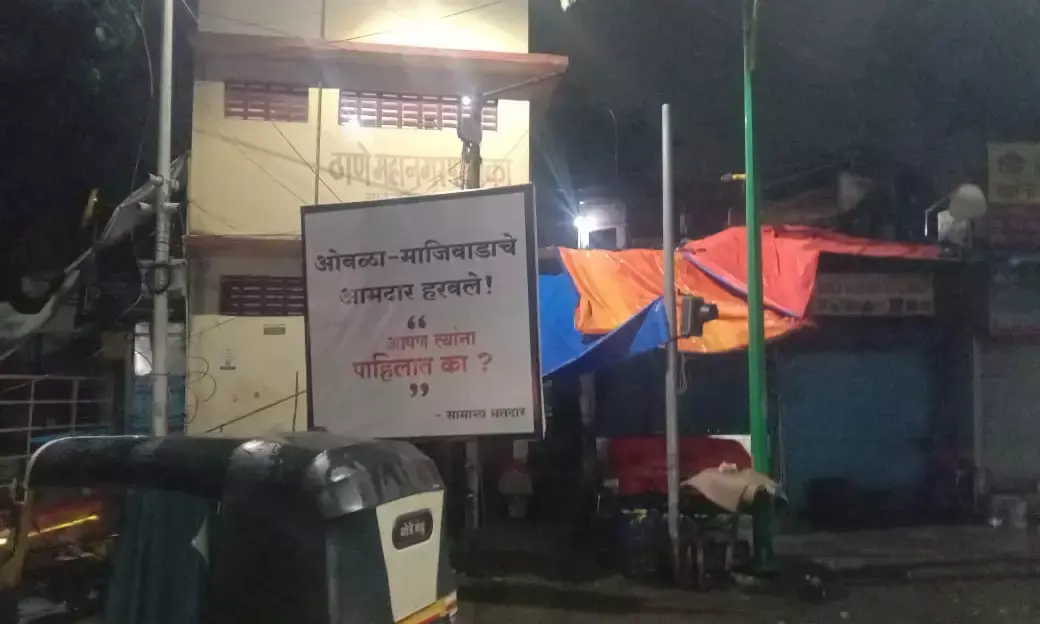 ठाणे महानगरपालिका
ओवळा-माजिवाडाचे
आमदार हरवले!
“
आपण त्यांना
पाहिलात का ?
”
- सामान्य मतदार